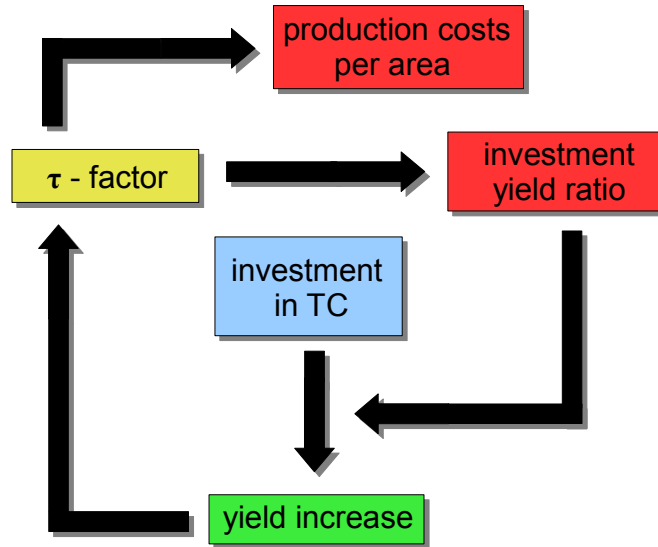 production costs
per area
τ - factor
investment
yield ratio
investment
in TC
yield increase